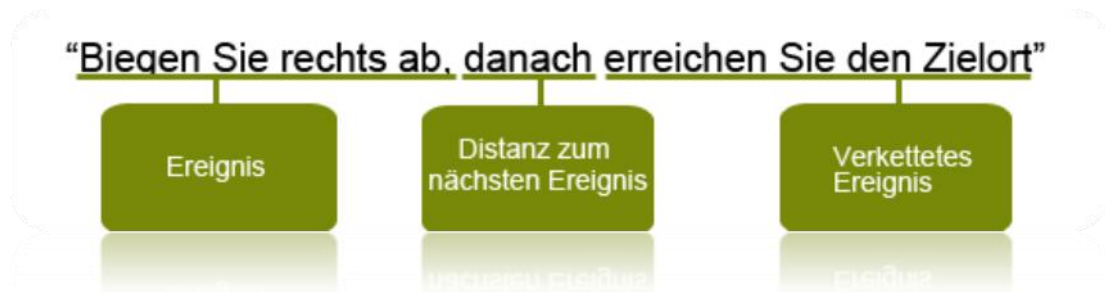 “Biegen Sie rechts ab, danach erreichen Sie den Zielort”
Ereignis
Distanz zum
nächsten Ereignis
Verkettetes
Ereignis